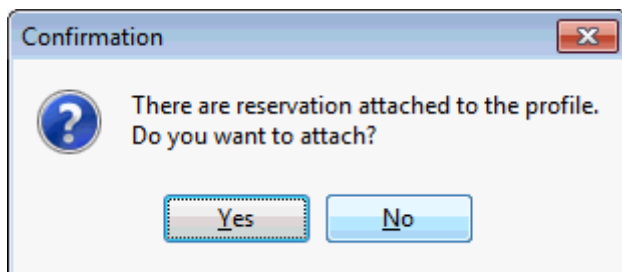 Confirmation
There are reservation attached to the profile.
Do you want to attach?
Yes
No